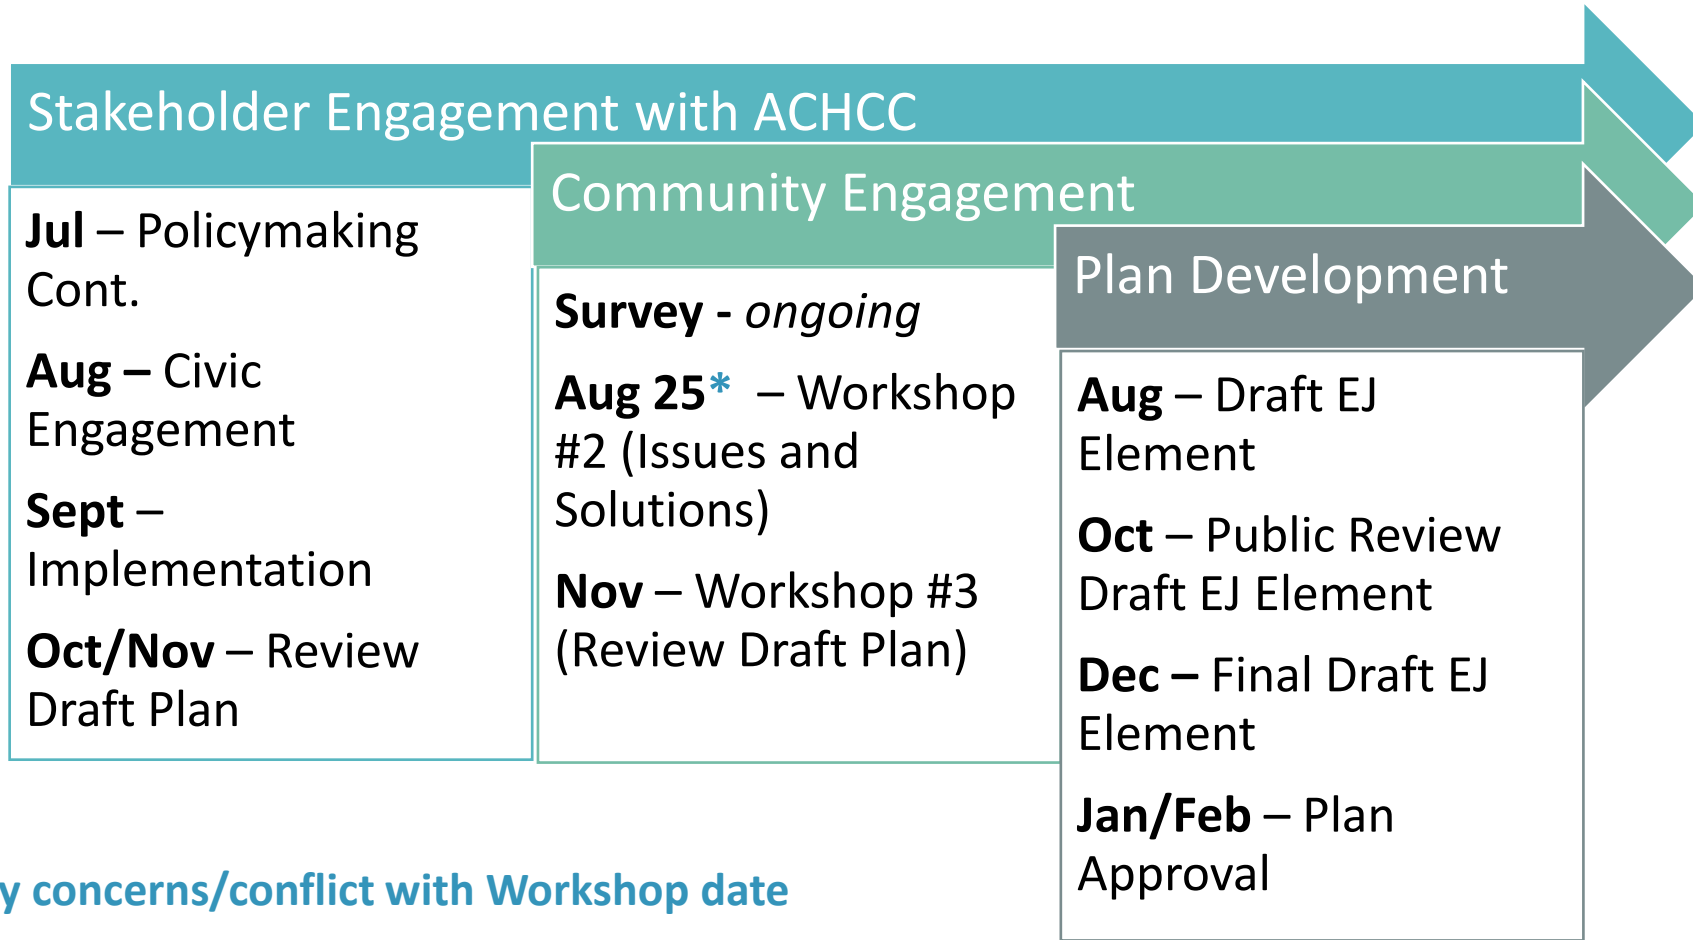 Stakeholder Engagement with ACHCC
Jul – Policymaking
Cont.
Aug – Civic
Engagement
Sept –
Implementation
Oct/Nov – Review
Draft Plan
Community Engagement
Survey - ongoing
Aug 25* – Workshop
#2 (Issues and
Solutions)
Nov – Workshop #3
(Review Draft Plan)
Plan Development
Aug – Draft EJ
Element
Oct – Public Review
Draft EJ Element
Dec – Final Draft EJ
Element
Jan/Feb – Plan
Approval
concerns/conflict with Workshop date